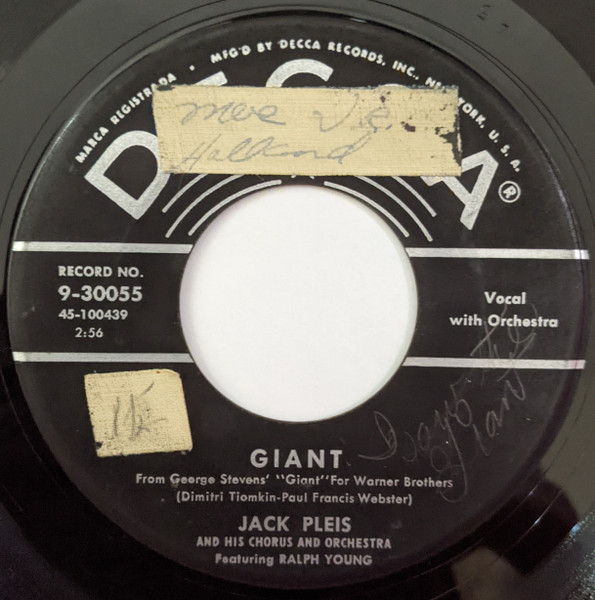 MARCA REGISTRADA • MFG'D BY DECCA RECORDS, INC., NEW YORK, U. S. A.
DECCA®
RECORD NO.
9-30055
45-100439
2:56
Vocal
with Orchestra
GIANT
From George Stevens' "Giant" For Warner Brothers
(Dimitri Tiomkin-Paul Francis Webster)
JACK PLEIS
AND HIS CHORUS AND ORCHESTRA
Featuring RALPH YOUNG